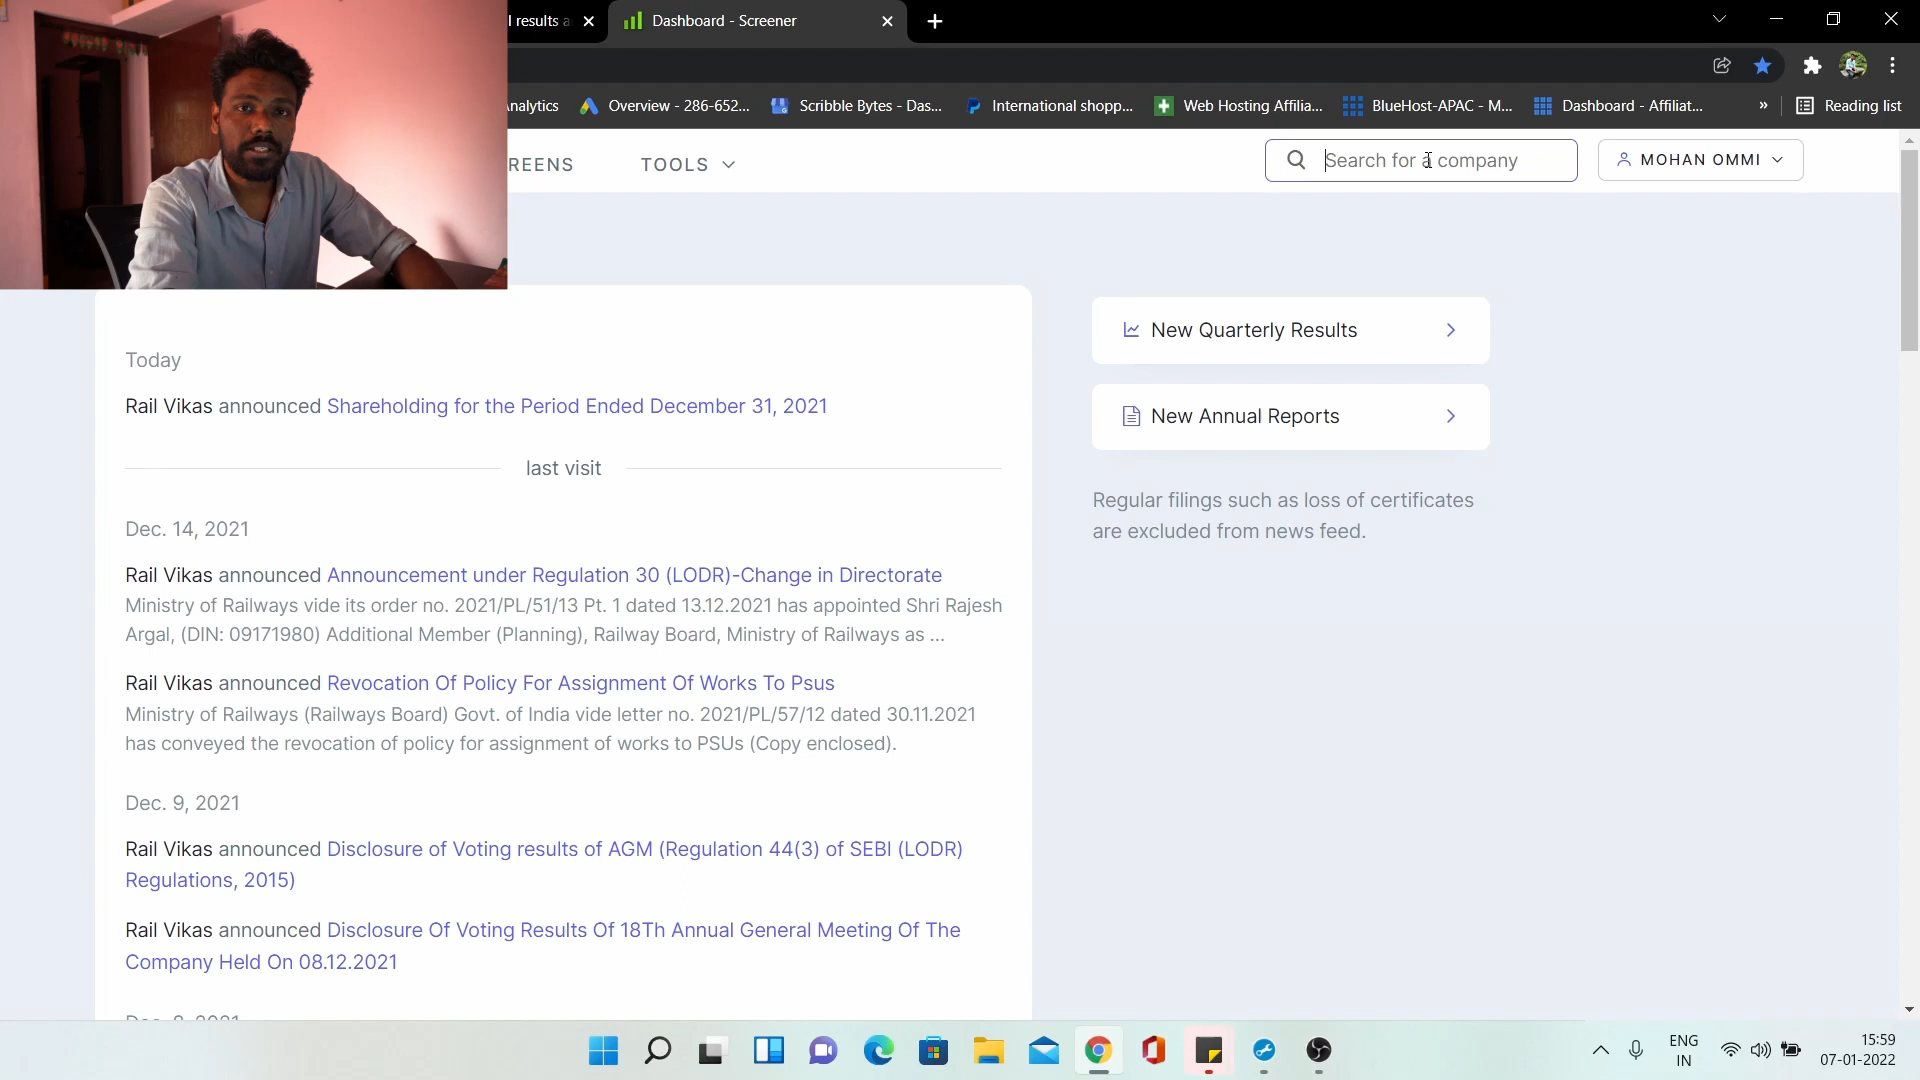 l results a
Dashboard - Screener
nalytics
Overview - 286-652...
Scribble Bytes - Das...
International shopp...
Web Hosting Affilia...
BlueHost-APAC - M...
Dashboard - Affiliat...
»
Reading list
REENS
TOOLS
Search for a company
MOHAN OMMI
Today
Rail Vikas announced Shareholding for the Period Ended December 31, 2021
last visit
Dec. 14, 2021
Rail Vikas announced Announcement under Regulation 30 (LODR)-Change in Directorate
Ministry of Railways vide its order no. 2021/PL/51/13 Pt. 1 dated 13.12.2021 has appointed Shri Rajesh
Argal, (DIN: 09171980) Additional Member (Planning), Railway Board, Ministry of Railways as ...
Rail Vikas announced Revocation Of Policy For Assignment Of Works To Psus
Ministry of Railways (Railways Board) Govt. of India vide letter no. 2021/PL/57/12 dated 30.11.2021
has conveyed the revocation of policy for assignment of works to PSUs (Copy enclosed).
Dec. 9, 2021
Rail Vikas announced Disclosure of Voting results of AGM (Regulation 44(3) of SEBI (LODR)
Regulations, 2015)
Rail Vikas announced Disclosure Of Voting Results Of 18Th Annual General Meeting Of The
Company Held On 08.12.2021
Dec. 8, 2021
New Quarterly Results
New Annual Reports
Regular filings such as loss of certificates
are excluded from news feed.
ENG
IN
15:59
07-01-2022